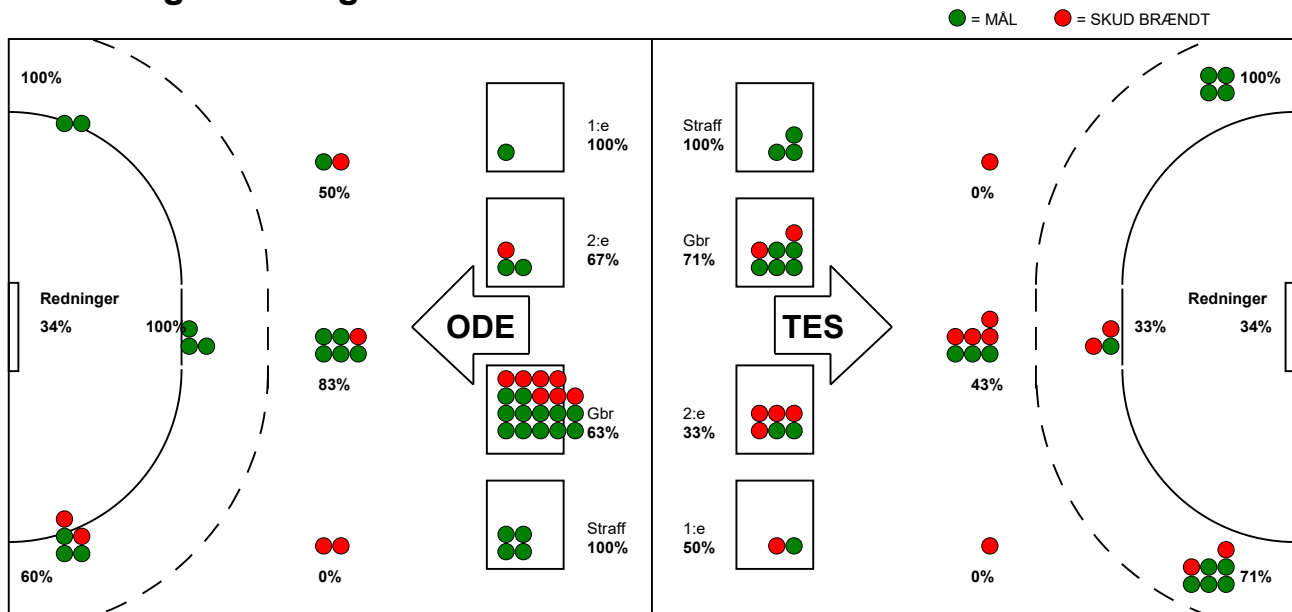 = MÅL
= SKUD BRÆNDT
100%
50%
Redninger
34%
100%
83%
60%
0%
1:e
100%
2:e
67%
ODE
Gbr
63%
Straff
100%
Straff
100%
Gbr
71%
TES
2:e
33%
1:e
50%
100%
0%
Redninger
33%
34%
43%
0%
71%